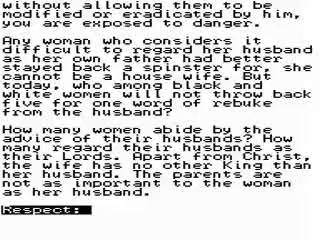 without allowing them to be
modified or eradicated by him,
you are exposed to danger.
Any woman who considers it
difficult to regard her husband
as her own father had better
stayed back a spinster for, she
cannot be a house wife. But
today, who among black and
white women will not throw back
five for one word of rebuke
from the husband?
How many women abide by the
advice of their husbands? How
many regard their husbands as
their Lords. Apart from Christ,
the wife has no other King than
her husband. The parents are
not as important to the woman
as her husband.
Respect: